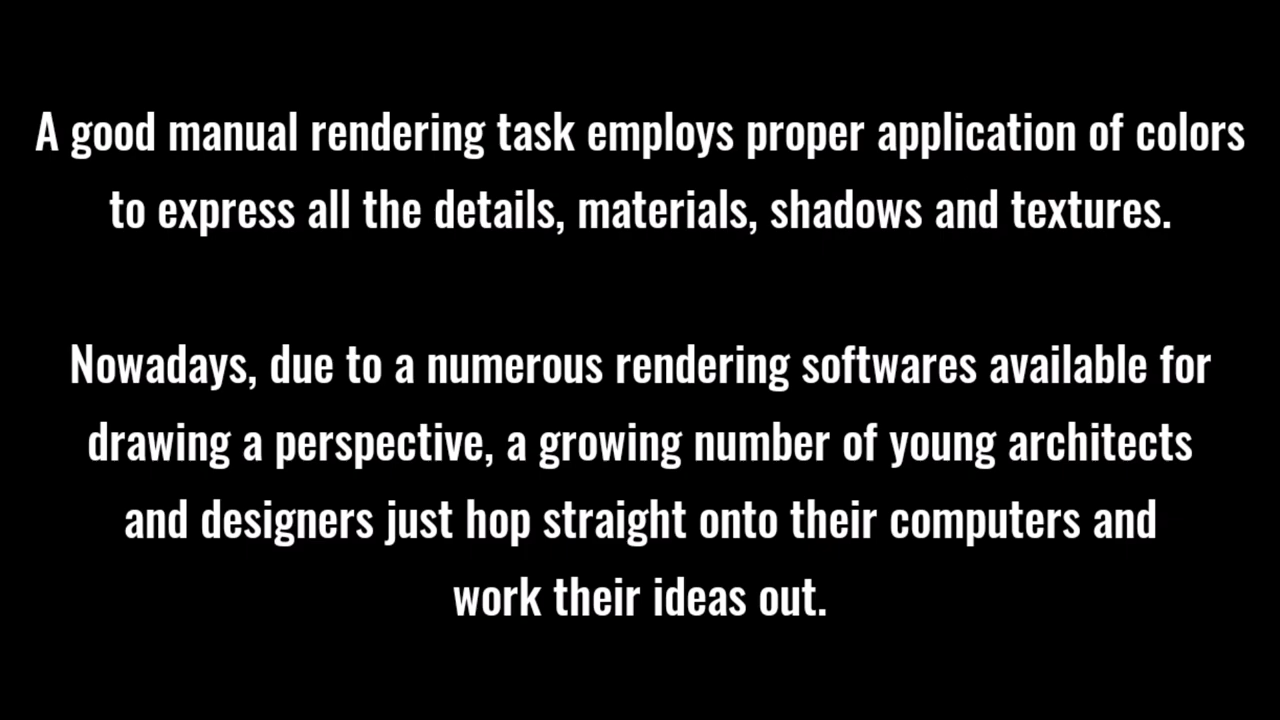 A good manual rendering task employs proper application of colors
to express all the details, materials, shadows and textures.
Nowadays, due to a numerous rendering softwares available for
drawing a perspective, a growing number of young architects
and designers just hop straight onto their computers and
work their ideas out.